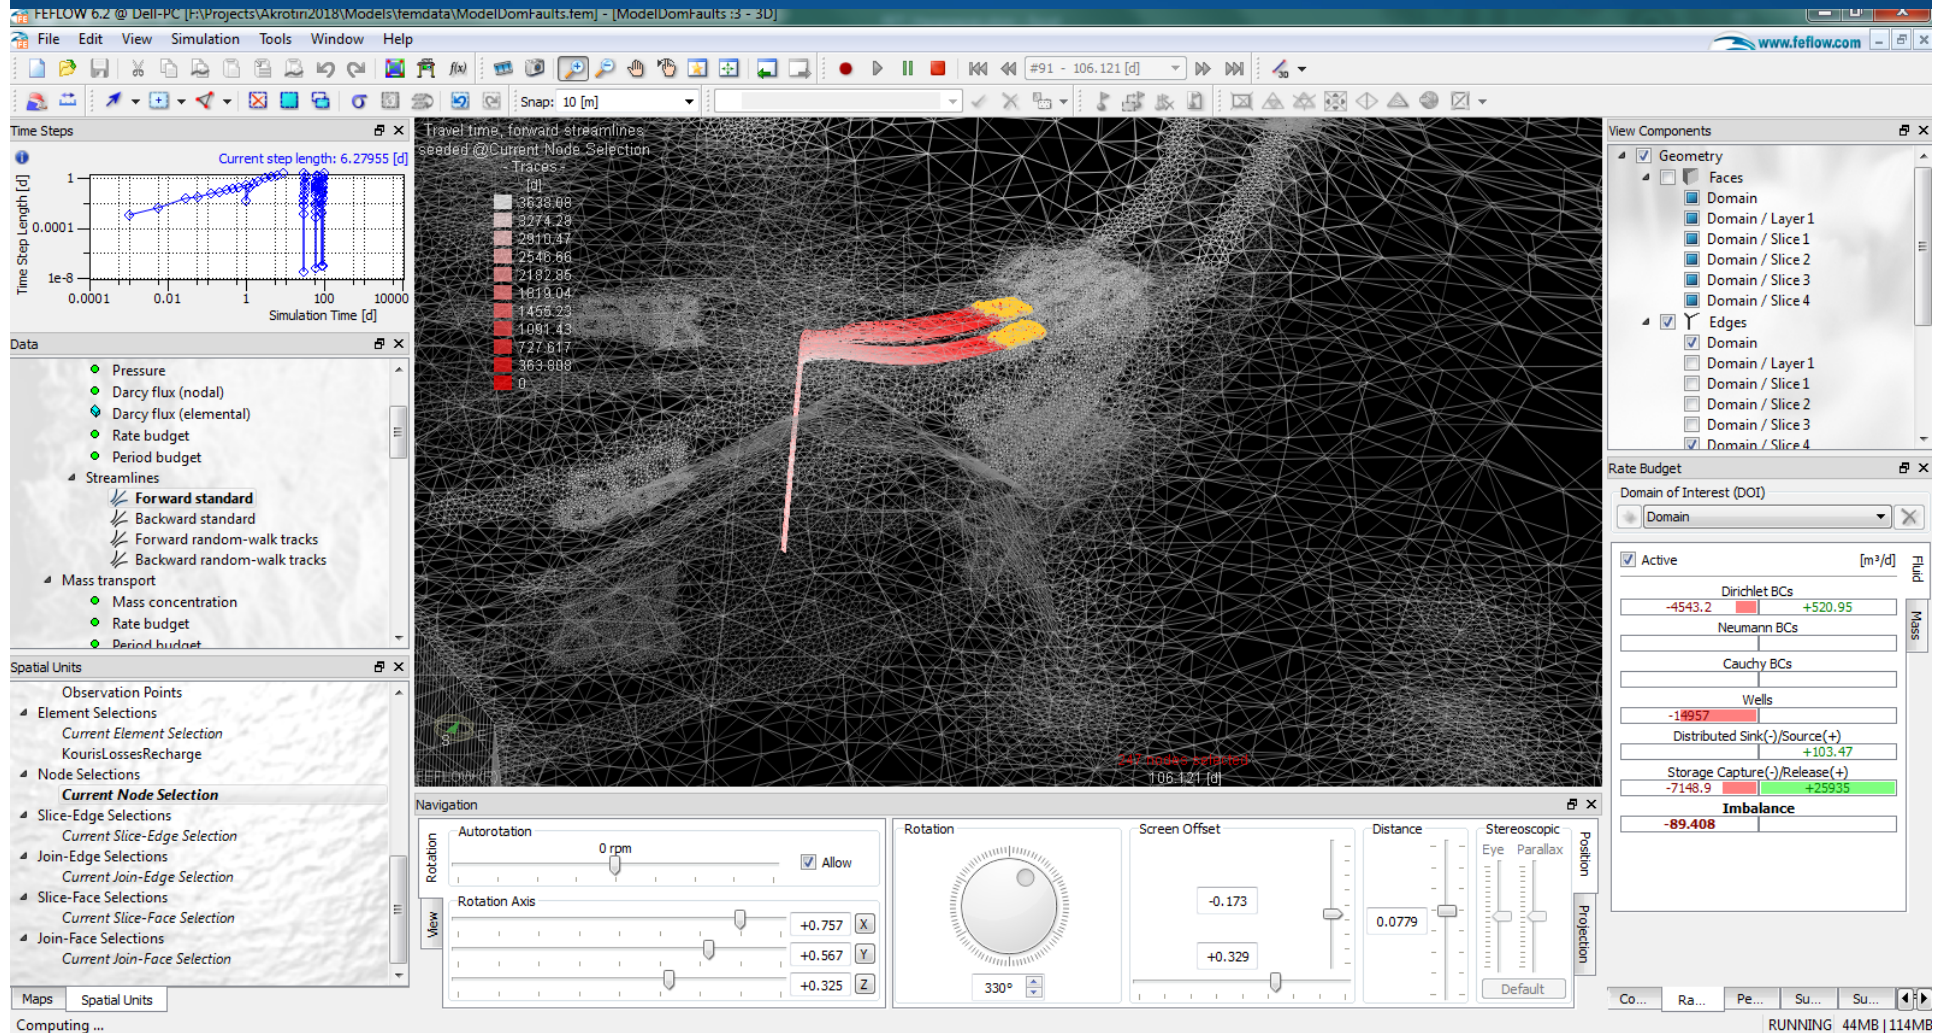 FEFLOW 6.2 @ Dell-PC [F:\Projects\Akrotiri2018\Models\femdata\ModelDomFaults.fem] - [ModelDomFaults :3 - 3D]
File Edit View Simulation Tools Window Help
www.feflow.com
f(x)
#91 - 106.121 [d]
3D
Snap: 10 [m]
Time Steps
Current step length: 6.27955 [d]
Time Step Length [d]
1
0.0001
1e-8
0.0001 0.01 1 100 10000
Simulation Time [d]
Data
Pressure
Darcy flux (nodal)
Darcy flux (elemental)
Rate budget
Period budget
Streamlines
Forward standard
Backward standard
Forward random-walk tracks
Backward random-walk tracks
Mass transport
Mass concentration
Rate budget
Period budget
Spatial Units
Observation Points
Element Selections
Current Element Selection
KourisLossesRecharge
Node Selections
Current Node Selection
Slice-Edge Selections
Current Slice-Edge Selection
Join-Edge Selections
Current Join-Edge Selection
Slice-Face Selections
Current Slice-Face Selection
Join-Face Selections
Current Join-Face Selection
Maps Spatial Units
Computing ...
Travel time, forward streamlines
seeded @Current Node Selection
- Traces -
[d]
3638.08
3274.28
2910.47
2546.66
2182.85
1819.04
1455.23
1091.43
727.617
363.808
0
S
FEFLOW (R)
247 nodes selected
106.121 [d]
Navigation
Rotation
View
Autorotation
0 rpm
Allow
Rotation Axis
+0.757 X
+0.567 Y
+0.325 Z
Rotation
330°
Screen Offset
-0.173
+0.329
Distance
0.0779
Stereoscopic
Eye Parallax
Default
Position
Projection
View Components
Geometry
Faces
Domain
Domain / Layer 1
Domain / Slice 1
Domain / Slice 2
Domain / Slice 3
Domain / Slice 4
Edges
Domain
Domain / Layer 1
Domain / Slice 1
Domain / Slice 2
Domain / Slice 3
Domain / Slice 4
Rate Budget
Domain of Interest (DOI)
Domain
Active [m³/d]
Fluid
Mass
Dirichlet BCs
-4543.2 +520.95
Neumann BCs
Cauchy BCs
Wells
-14957
Distributed Sink(-)/Source(+)
+103.47
Storage Capture(-)/Release(+)
-7148.9 +25935
Imbalance
-89.408
Co... Ra... Pe... Su... Su...
RUNNING 44MB | 114MB